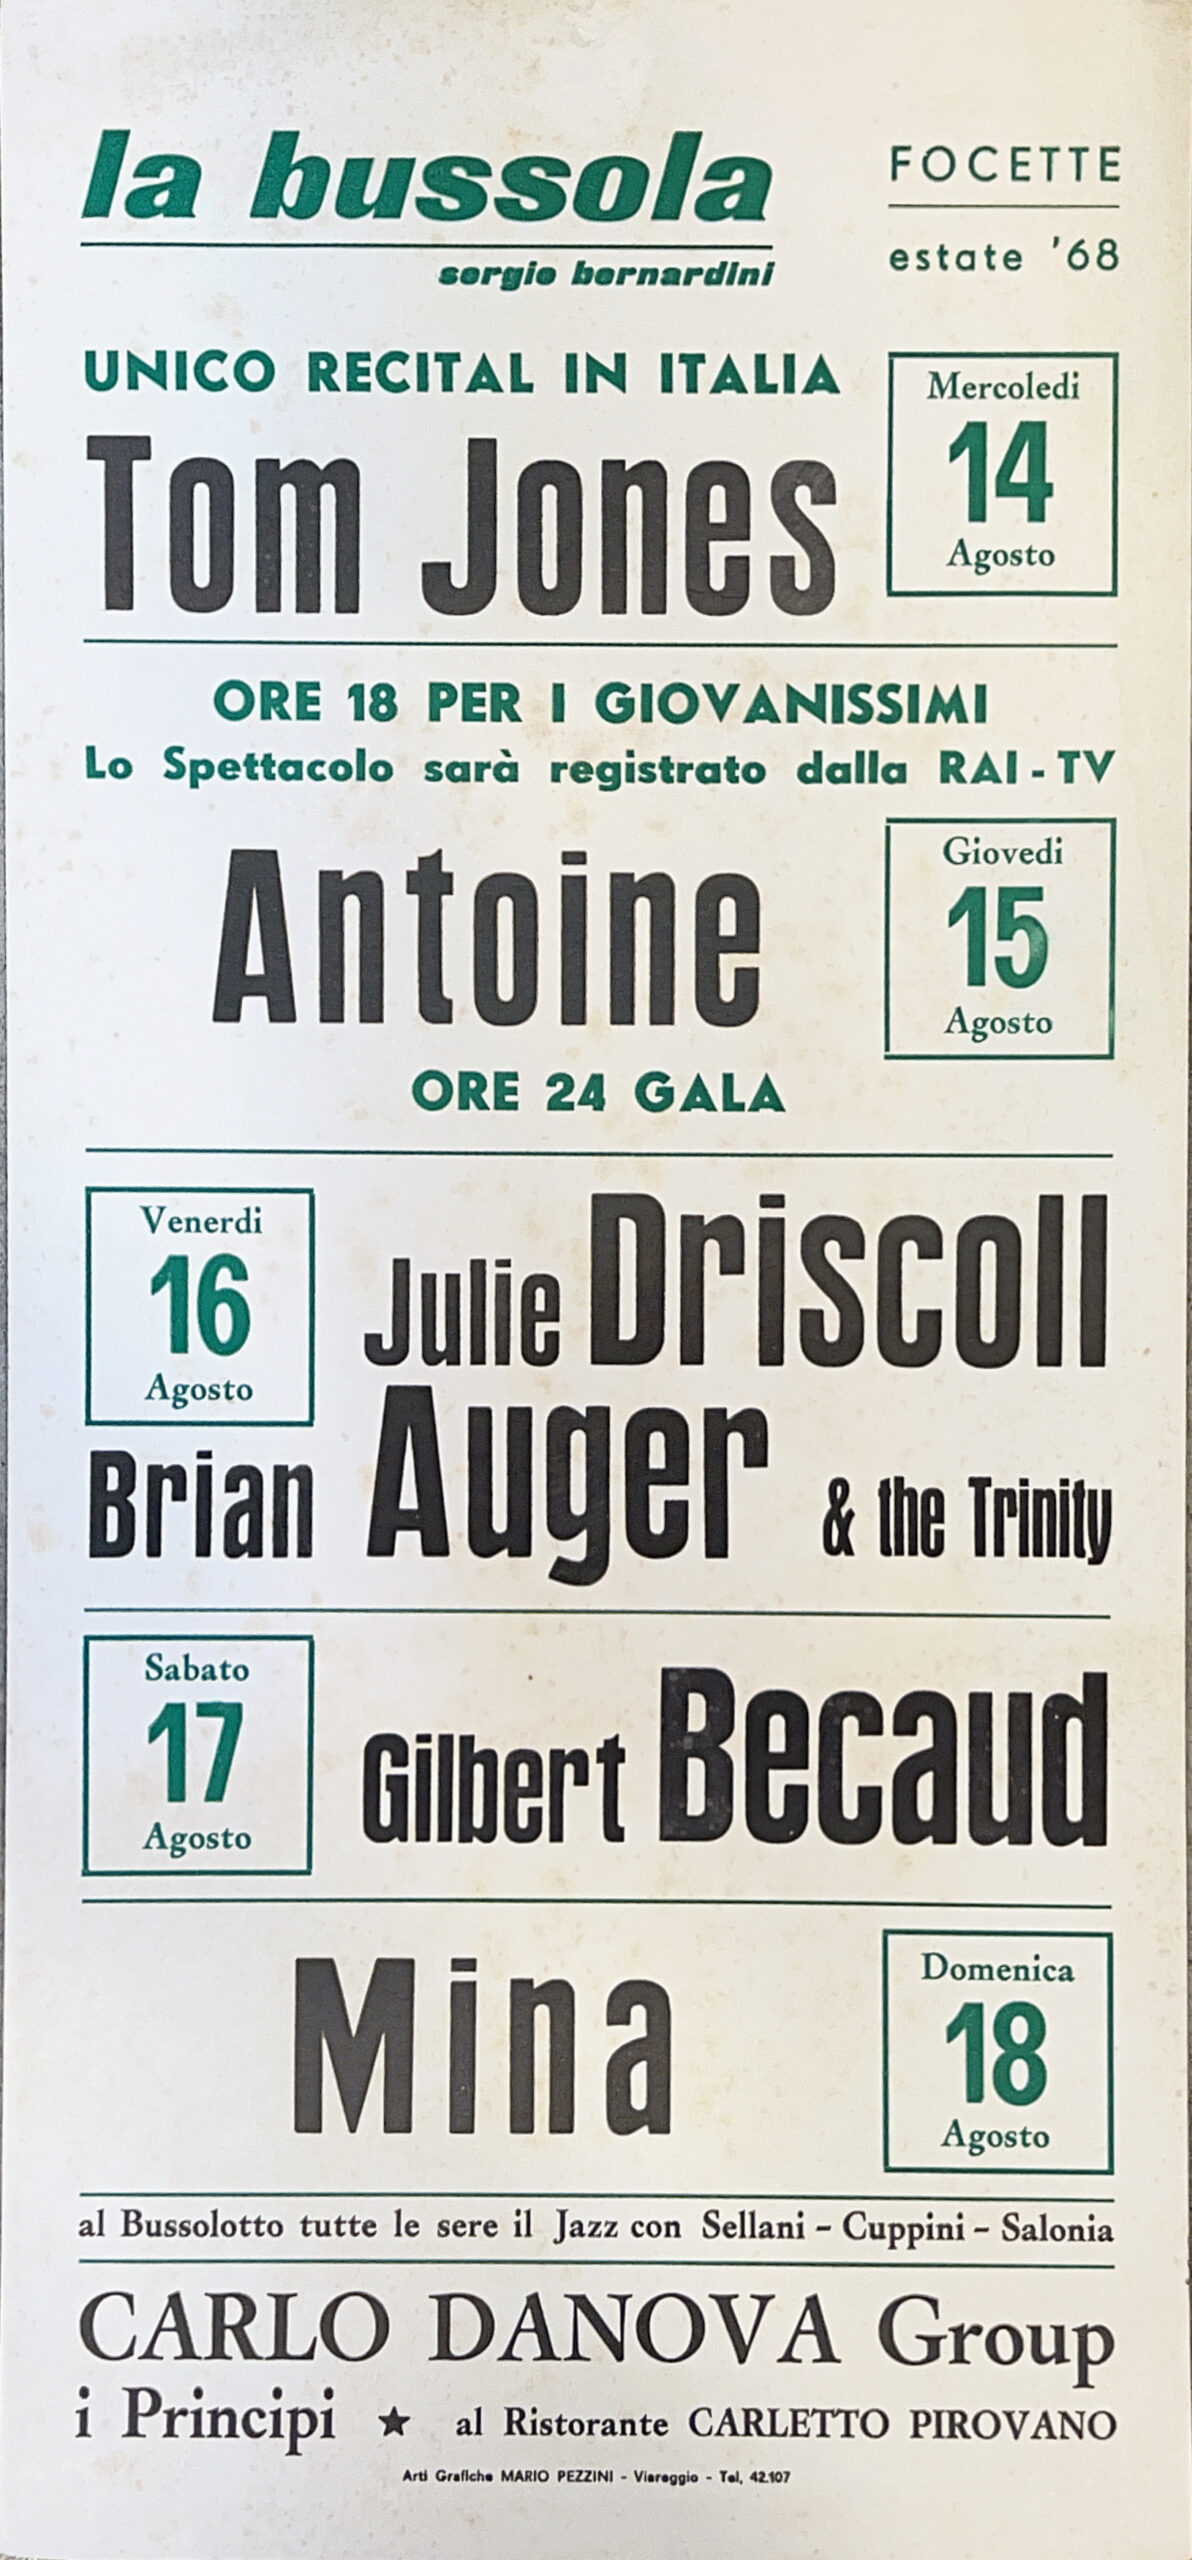 la bussola
sergio bernardini
FOCETTE
estate '68
UNICO RECITAL IN ITALIA
Tom Jones
Mercoledi
14
Agosto
ORE 18 PER I GIOVANISSIMI
Lo Spettacolo sarà registrato dalla RAI - TV
Antoine
Giovedi
15
Agosto
ORE 24 GALA
Venerdi
16
Agosto
Julie Driscoll
Brian Auger & the Trinity
Sabato
17
Agosto
Gilbert Becaud
Mina
Domenica
18
Agosto
al Bussolotto tutte le sere il Jazz con Sellani - Cuppini - Salonia
CARLO DANOVA Group
i Principi ★ al Ristorante CARLETTO PIROVANO
Arti Grafiche MARIO PEZZINI - Viareggio - Tel. 42.107